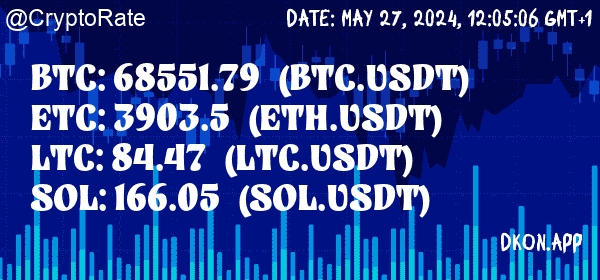 @CryptoRate
DATE: MAY 27, 2024, 12:05:06 GMT+1
BTC: 68551.79 (BTC.USDT)
ETC: 3903.5 (ETH.USDT)
LTC: 84.47 (LTC.USDT)
SOL: 166.05 (SOL.USDT)
DKON.APP